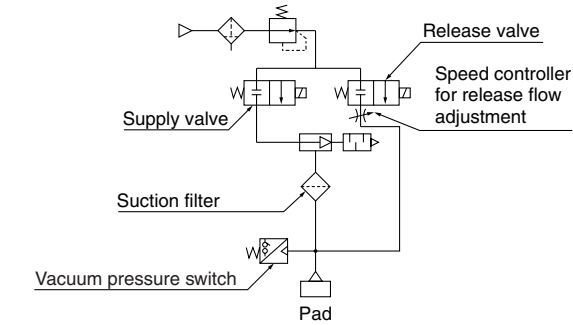 Release valve
Speed controller
for release flow
adjustment
Supply valve
Suction filter
Vacuum pressure switch
Pad